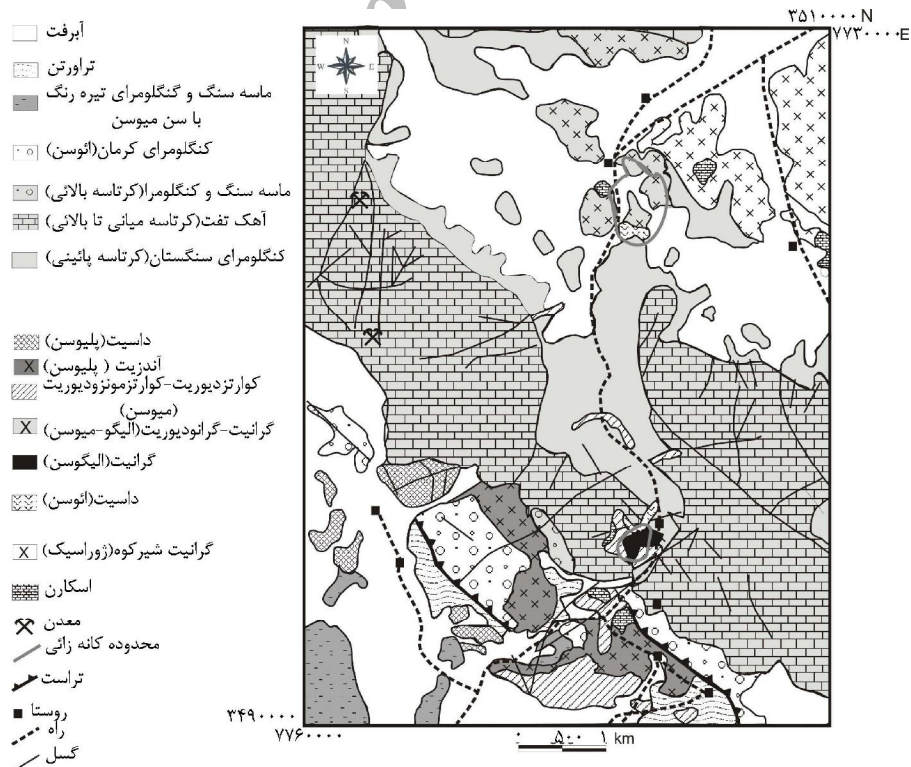 ۳۵۱۰۰۰۰ N
۷۷۳۰۰۰۰E
N
W E
S
آبرفت
تراورتن
ماسه سنگ و کنگلومرای تیره رنگ
با سن میوسن
کنگلومرای کرمان(ائوسن)
ماسه سنگ و کنگلومرا(کرتاسه بالائی)
آهک تفت(کرتاسه میانی تا بالائی)
کنگلومرای سنگستان(کرتاسه پائینی)
داسیت(پلیوسن)
آندزیت ( پلیوسن)
کوارتزدیوریت-کوارتزمونزودیوریت
(میوسن)
گرانیت-گرانودیوریت(الیگو-میوسن)
گرانیت(الیگوسن)
داسیت(ائوسن)
گرانیت شیرکوه(ژوراسیک)
اسکارن
معدن
محدوده کانه زائی
تراست
روستا
راه
گسل
۳۴۹۰۰۰۰
۷۷۶۰۰۰۰
۰ ۵۰۰ ۱ km